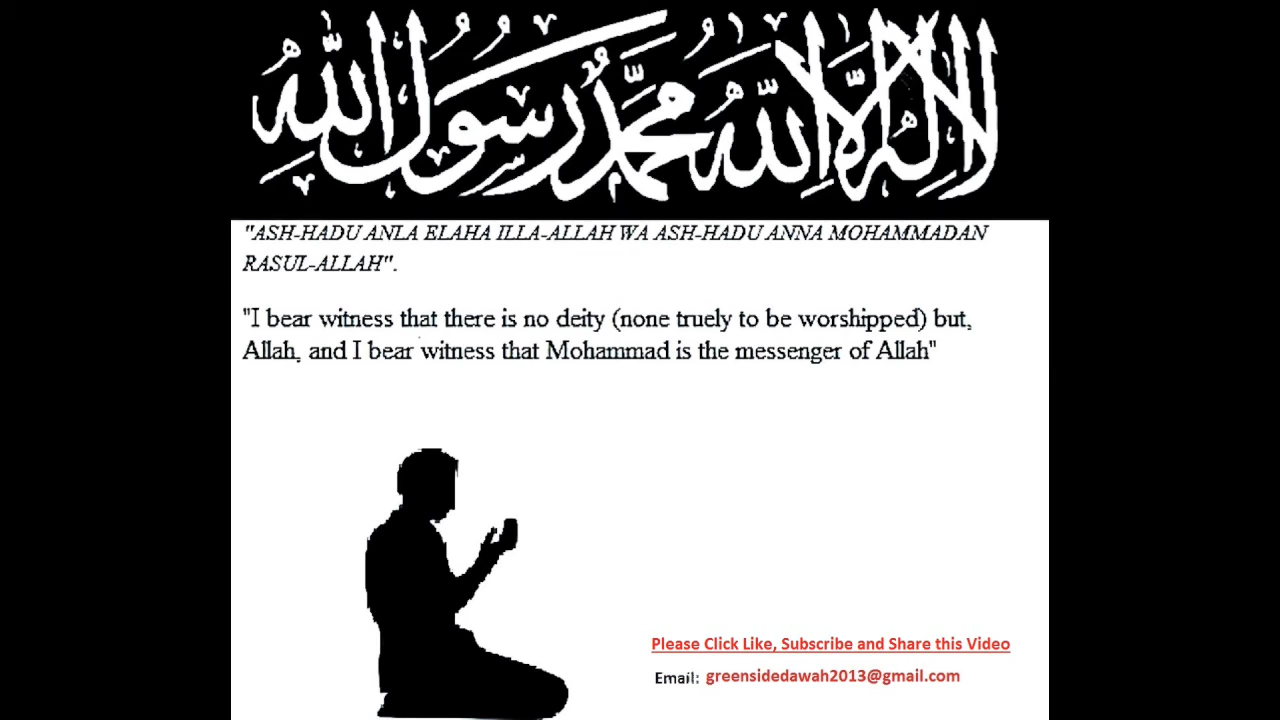 لا إله إلا الله محمد رسول الله
"ASH-HADU ANLA ELAHA ILLA-ALLAH WA ASH-HADU ANNA MOHAMMADAN
RASUL-ALLAH".
"I bear witness that there is no deity (none truely to be worshipped) but,
Allah, and I bear witness that Mohammad is the messenger of Allah"
Please Click Like, Subscribe and Share this Video
Email: greensidedawah2013@gmail.com